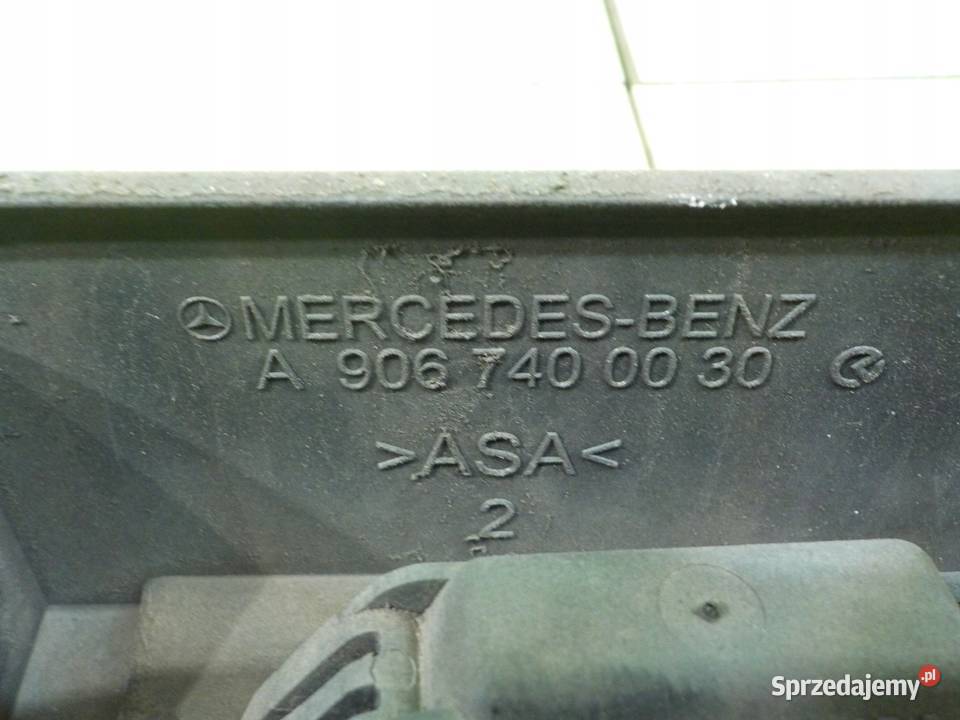 MERCEDES-BENZ
A 906 740 00 30
>ASA<
2
Sprzedajemy.pl